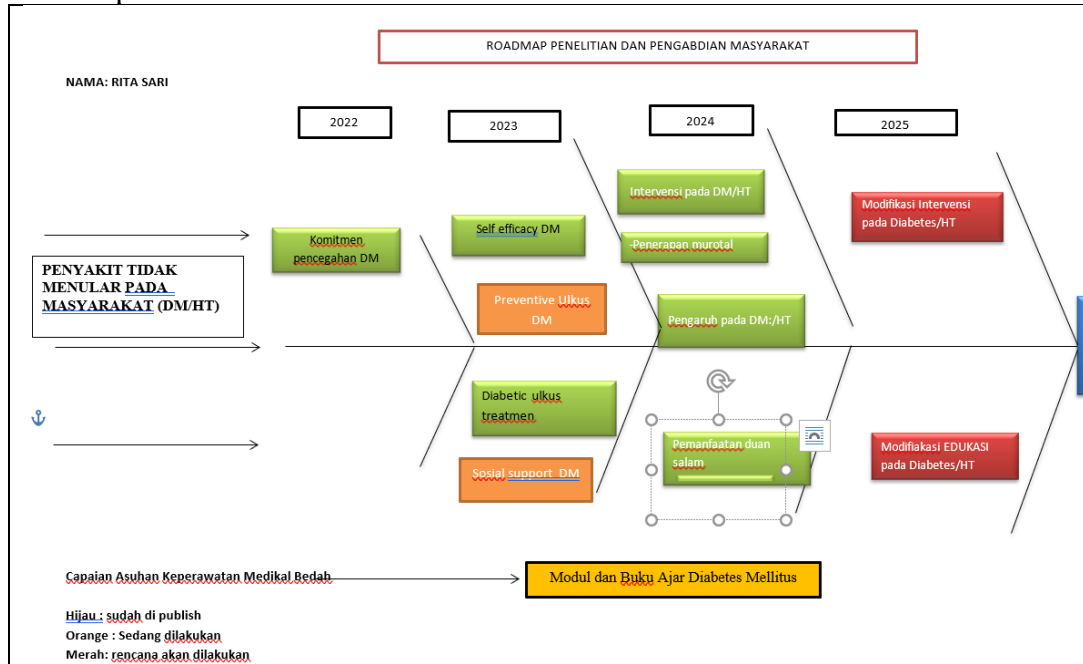 ROADMAP PENELITIAN DAN PENGABDIAN MASYARAKAT
NAMA: RITA SARI
2022
2023
2024
2025
PENYAKIT TIDAK
MENULAR PADA
MASYARAKAT (DM/HT)
Komitmen
pencegahan DM
Self efficacy DM
Preventive Ulkus
DM
Diabetic ulkus
treatmen
Sosial support DM
Intervensi pada DM/HT
-Penerapan murotal
Pengaruh pada DM:/HT
Pemanfaatan duan
salam
Modifikasi Intervensi
pada Diabetes/HT
Modifiakasi EDUKASI
pada Diabetes/HT
Capaian Asuhan Keperawatan Medikal Bedah
Modul dan Buku Ajar Diabetes Mellitus
Hijau : sudah di publish
Orange : Sedang dilakukan
Merah: rencana akan dilakukan